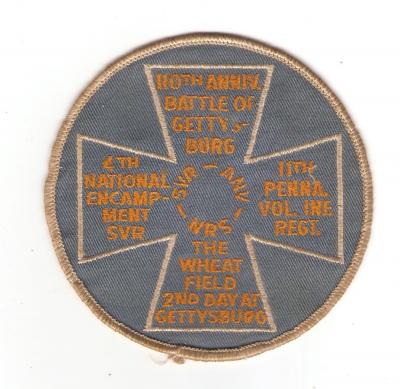 110TH ANNIV.
BATTLE OF
GETTYS-
BURG
4TH
NATIONAL
ENCAMP-
MENT
SVR
SVR - ANV - NRS -
11TH
PENNA.
VOL. INE
REGT.
THE
WHEAT
FIELD
2ND DAY AT
GETTYSBURG